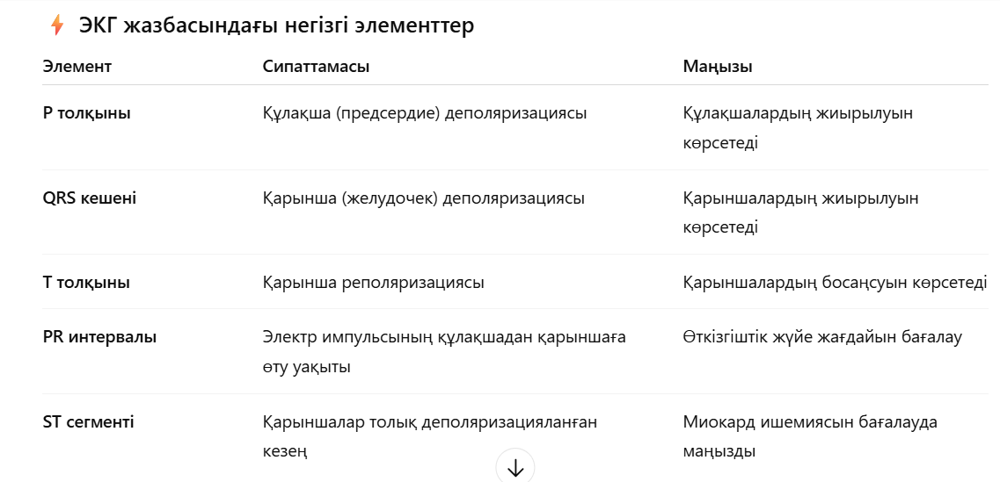 ⚡ ЭКГ жазбасындағы негізгі элементтер
Элемент Сипаттамасы Маңызы
P толқыны Құлақша (предсердие) деполяризациясы Құлақшалардың жиырылуын
көрсетеді
QRS кешені Қарынша (желудочек) деполяризациясы Қарыншалардың жиырылуын
көрсетеді
T толқыны Қарынша реполяризациясы Қарыншалардың босаңсуын көрсетеді
PR интервалы Электр импульсының құлақшадан қарыншаға Өткізгіштік жүйе жағдайын бағалау
өту уақыты
ST сегменті Қарыншалар толық деполяризацияланған Миокард ишемиясын бағалауда
кезең маңызды